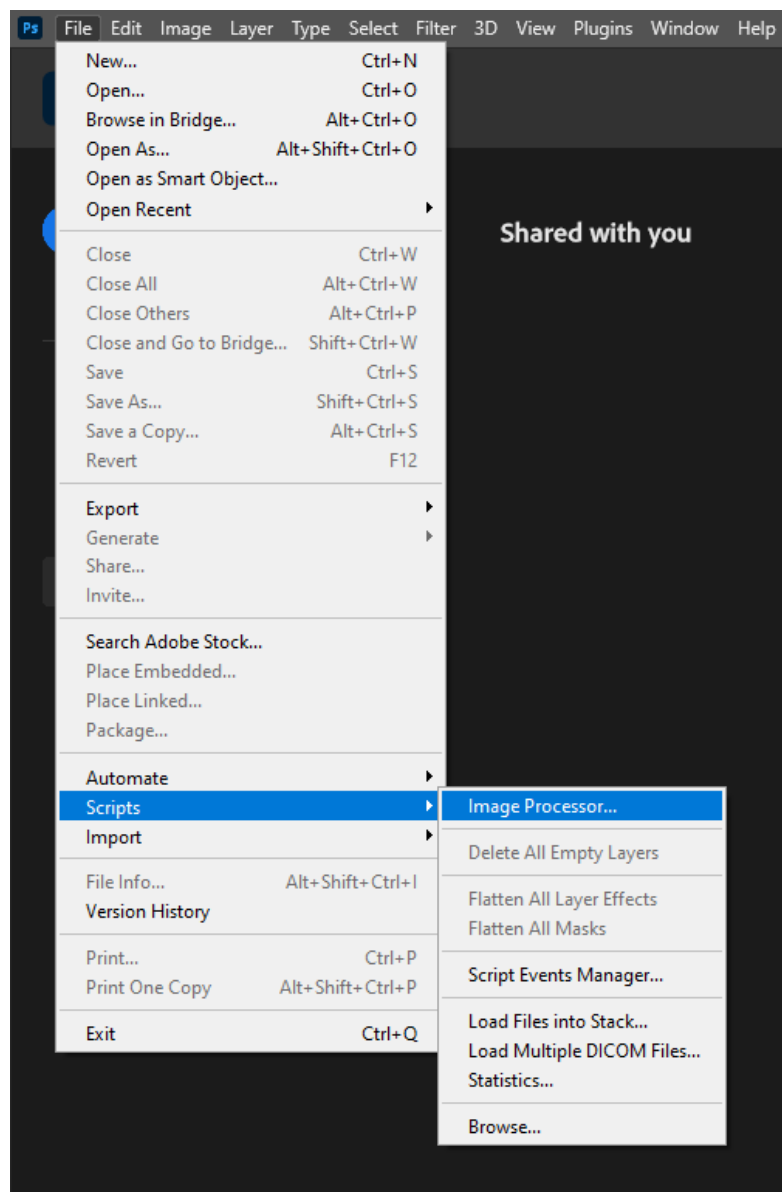 Ps File Edit Image Layer Type Select Filter 3D View Plugins Window Help
New... Ctrl+N
Open... Ctrl+O
Browse in Bridge... Alt+Ctrl+O
Open As... Alt+Shift+Ctrl+O
Open as Smart Object...
Open Recent
Shared with you
Close Ctrl+W
Close All Alt+Ctrl+W
Close Others Alt+Ctrl+P
Close and Go to Bridge... Shift+Ctrl+W
Save Ctrl+S
Save As... Shift+Ctrl+S
Save a Copy... Alt+Ctrl+S
Revert F12
Export
Generate
Share...
Invite...
Search Adobe Stock...
Place Embedded...
Place Linked...
Package...
Automate
Scripts
Import
File Info... Alt+Shift+Ctrl+I
Version History
Print... Ctrl+P
Print One Copy Alt+Shift+Ctrl+P
Exit Ctrl+Q
Image Processor...
Delete All Empty Layers
Flatten All Layer Effects
Flatten All Masks
Script Events Manager...
Load Files into Stack...
Load Multiple DICOM Files...
Statistics...
Browse...